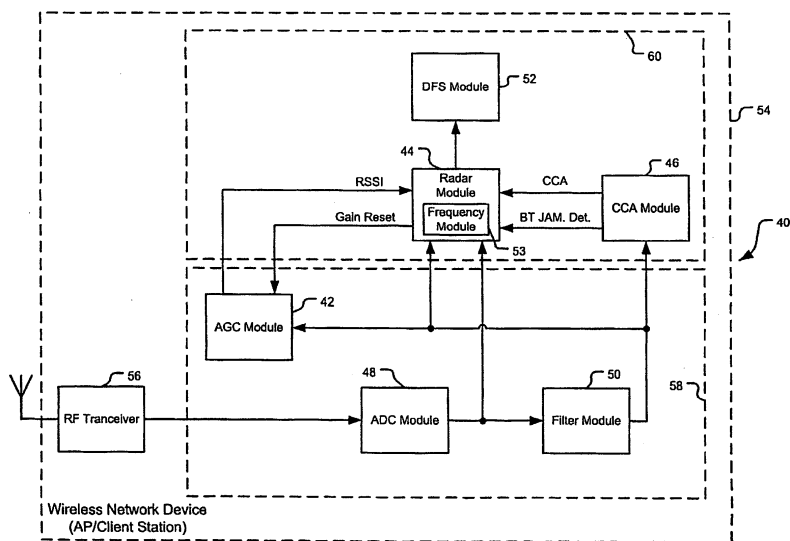 60
DFS Module
52
54
44
46
RSSI
Radar
Module
CCA
CCA Module
Gain Reset
Frequency
Module
BT JAM. Det.
53
40
42
AGC Module
56
48
50
58
RF Tranceiver
ADC Module
Filter Module
Wireless Network Device
(AP/Client Station)